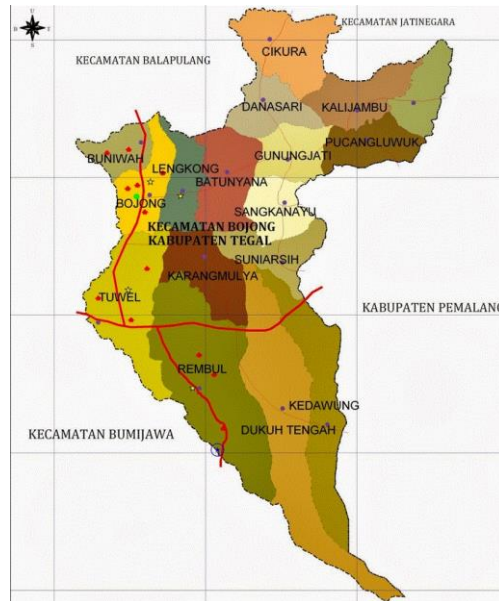 U
B
T
S
KECAMATAN JATINEGARA
CIKURA
KECAMATAN BALAPULANG
DANASARI
KALIJAMBU
PUCANGLUWUK
BUNIWAH
LENGKONG
GUNUNGJATI
BATUNYANA
BOJONG
SANGKANAYU
KECAMATAN BOJONG
KABUPATEN TEGAL
SUNIARSIH
KARANGMULYA
TUWEL
KABUPATEN PEMALANG
REMBUL
KEDAWUNG
DUKUH TENGAH
KECAMATAN BUMIJAWA